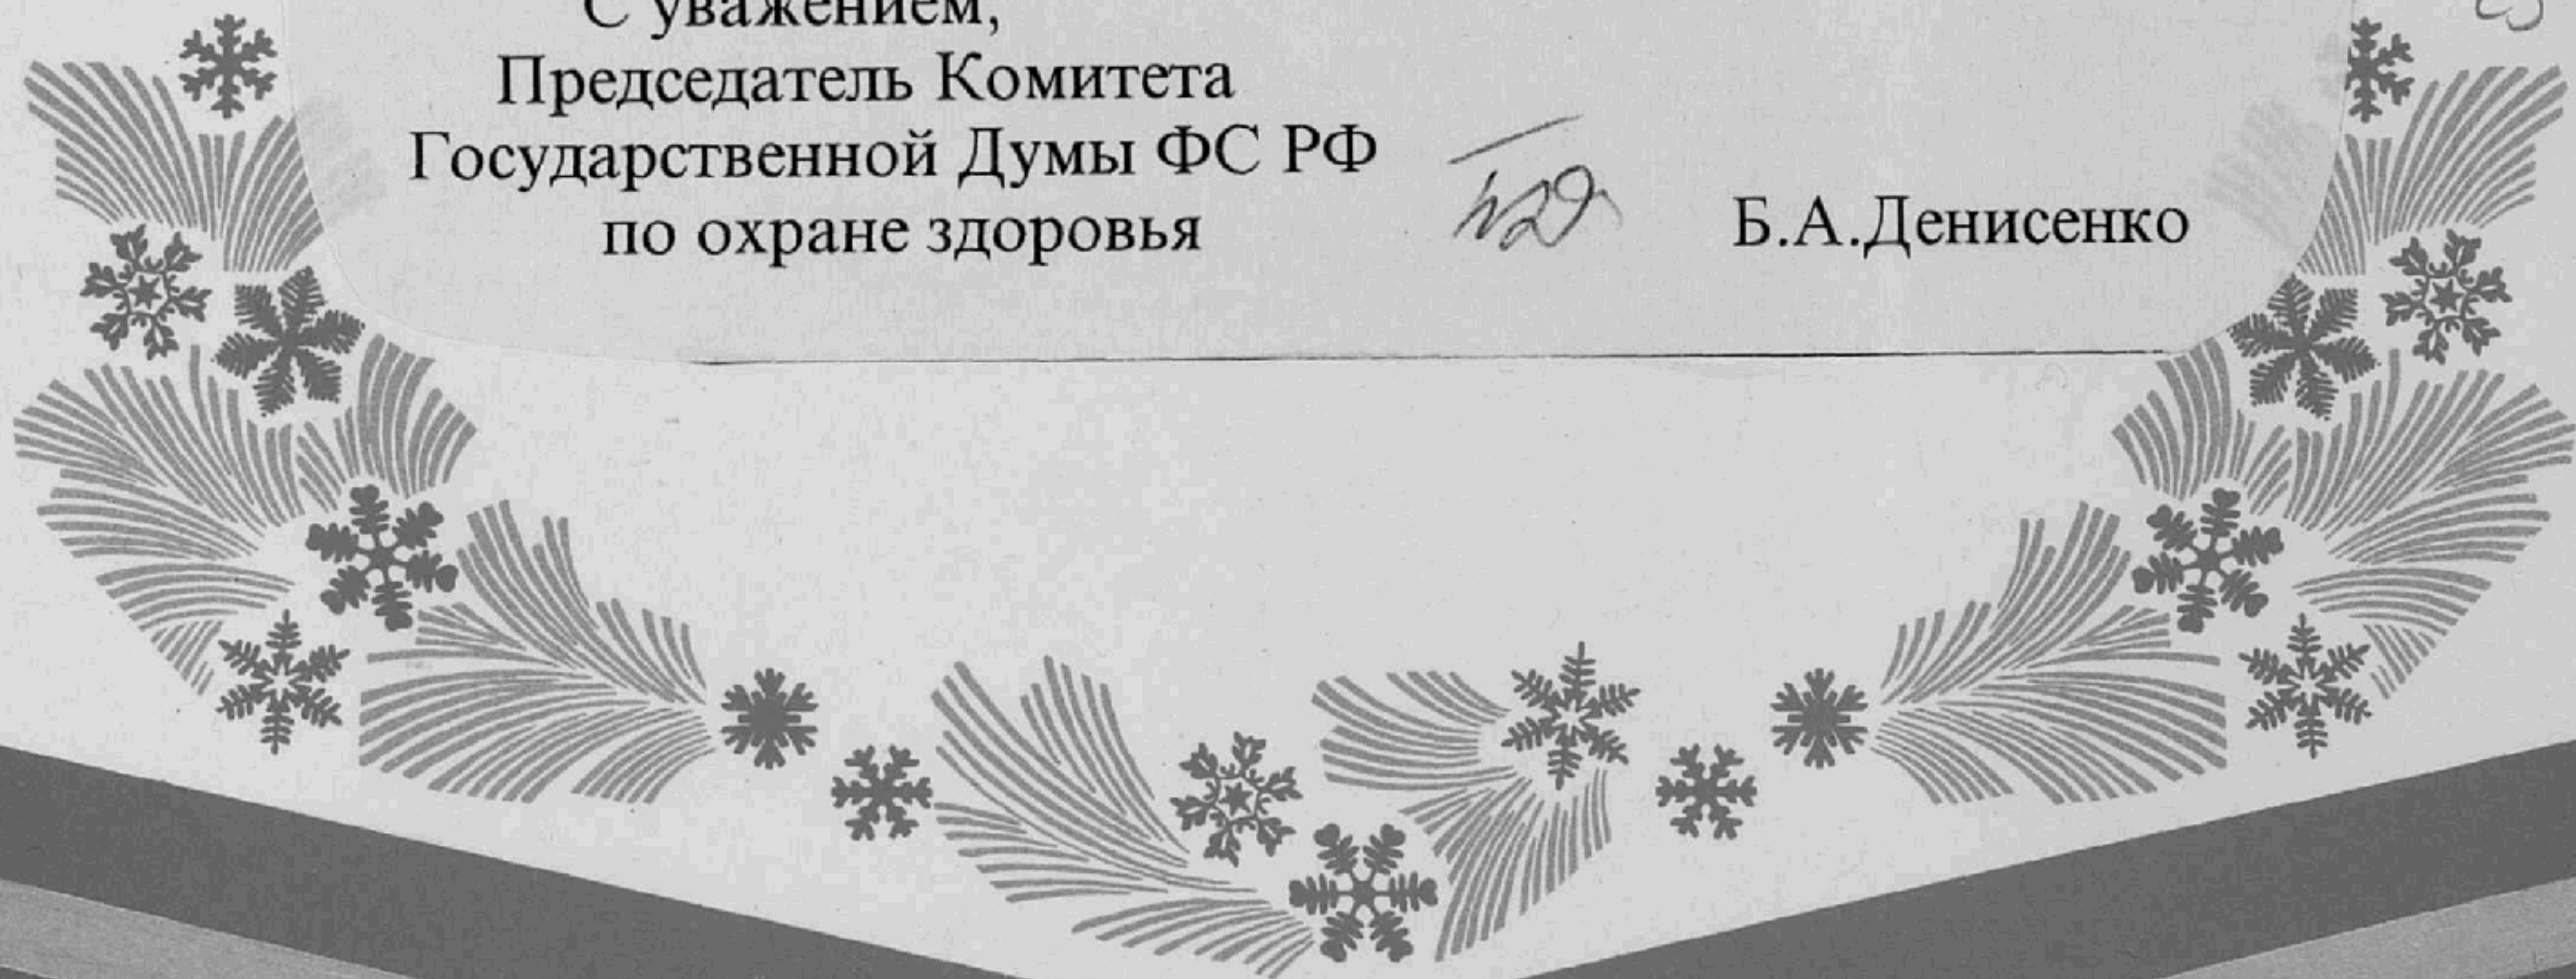 С уважением,
Председатель Комитета
Государственной Думы ФС РФ
по охране здоровья
Б.А.Денисенко